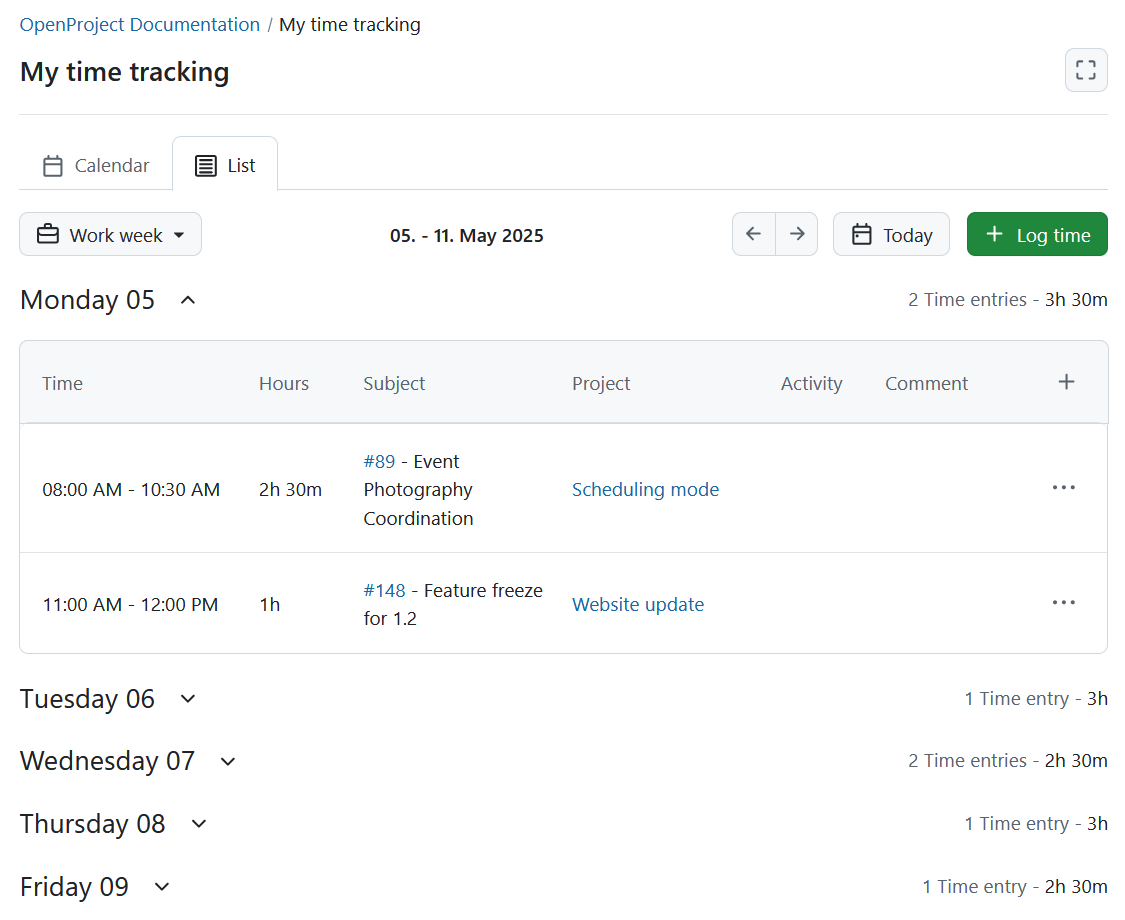 OpenProject Documentation / My time tracking
My time tracking
Calendar
List
Work week
05. - 11. May 2025
Today
+ Log time
Monday 05
2 Time entries - 3h 30m
Time Hours Subject Project Activity Comment +
08:00 AM - 10:30 AM 2h 30m
#89 - Event
Photography
Coordination
Scheduling mode
11:00 AM - 12:00 PM 1h
#148 - Feature freeze
for 1.2
Website update
Tuesday 06
1 Time entry - 3h
Wednesday 07
2 Time entries - 2h 30m
Thursday 08
1 Time entry - 3h
Friday 09
1 Time entry - 2h 30m